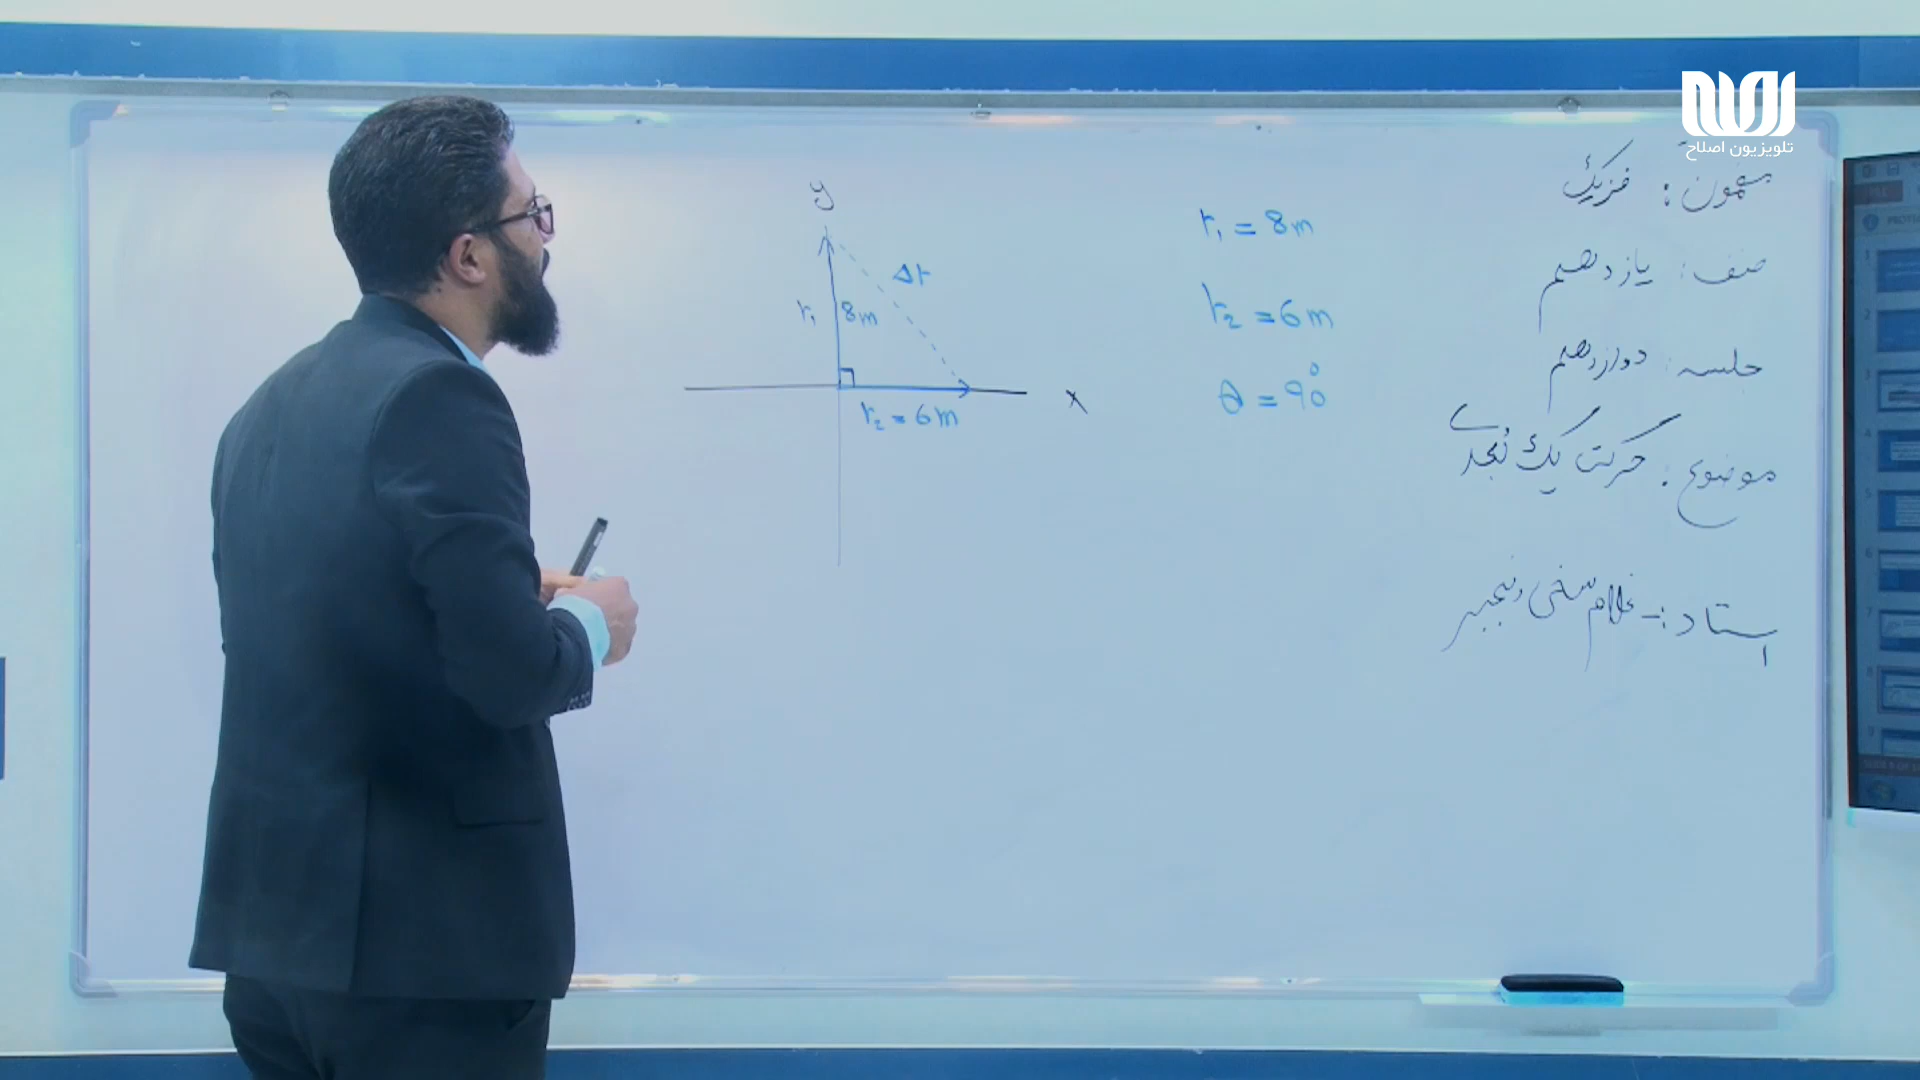 تلویزیون اصلاح
مضمون: فزیک
صنف: یازدهم
جلسه: دوازدهم
موضوع: حرکت یک بُعدی
استاد:- غلام سخی رنجبر
y
Δr
r₁ 8m
x
r₂ = 6m
r₁ = 8m
r₂ = 6m
θ = 90°